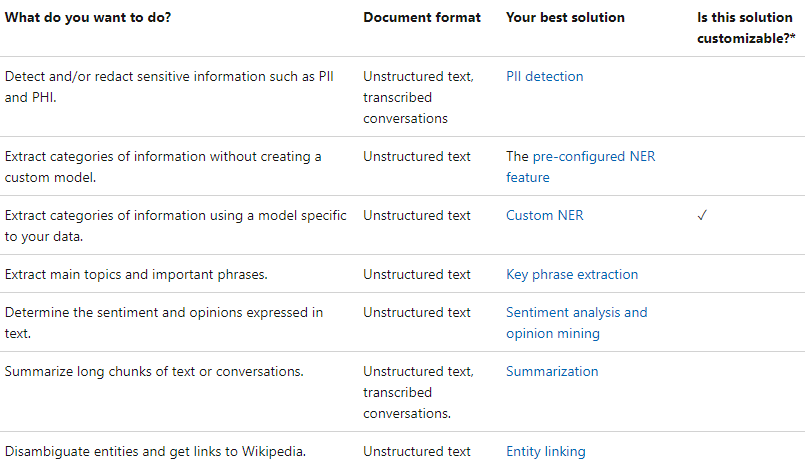 What do you want to do? Document format Your best solution Is this solution
customizable?*
Detect and/or redact sensitive information such as PII Unstructured text, PII detection
and PHI. transcribed
conversations
Extract categories of information without creating a Unstructured text The pre-configured NER
custom model. feature
Extract categories of information using a model specific Unstructured text Custom NER ✓
to your data.
Extract main topics and important phrases. Unstructured text Key phrase extraction
Determine the sentiment and opinions expressed in Unstructured text Sentiment analysis and
text. opinion mining
Summarize long chunks of text or conversations. Unstructured text, Summarization
transcribed
conversations.
Disambiguate entities and get links to Wikipedia. Unstructured text Entity linking